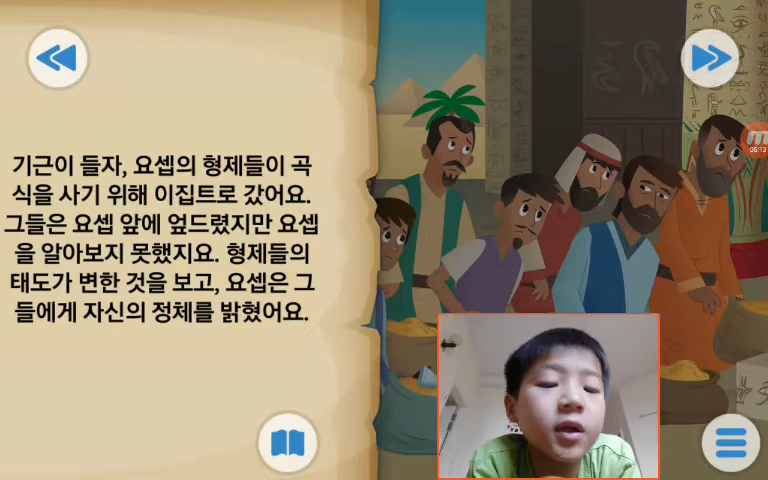 기근이 들자, 요셉의 형제들이 곡
식을 사기 위해 이집트로 갔어요.
그들은 요셉 앞에 엎드렸지만 요셉
을 알아보지 못했지요. 형제들의
태도가 변한 것을 보고, 요셉은 그
들에게 자신의 정체를 밝혔어요.
M
05:13